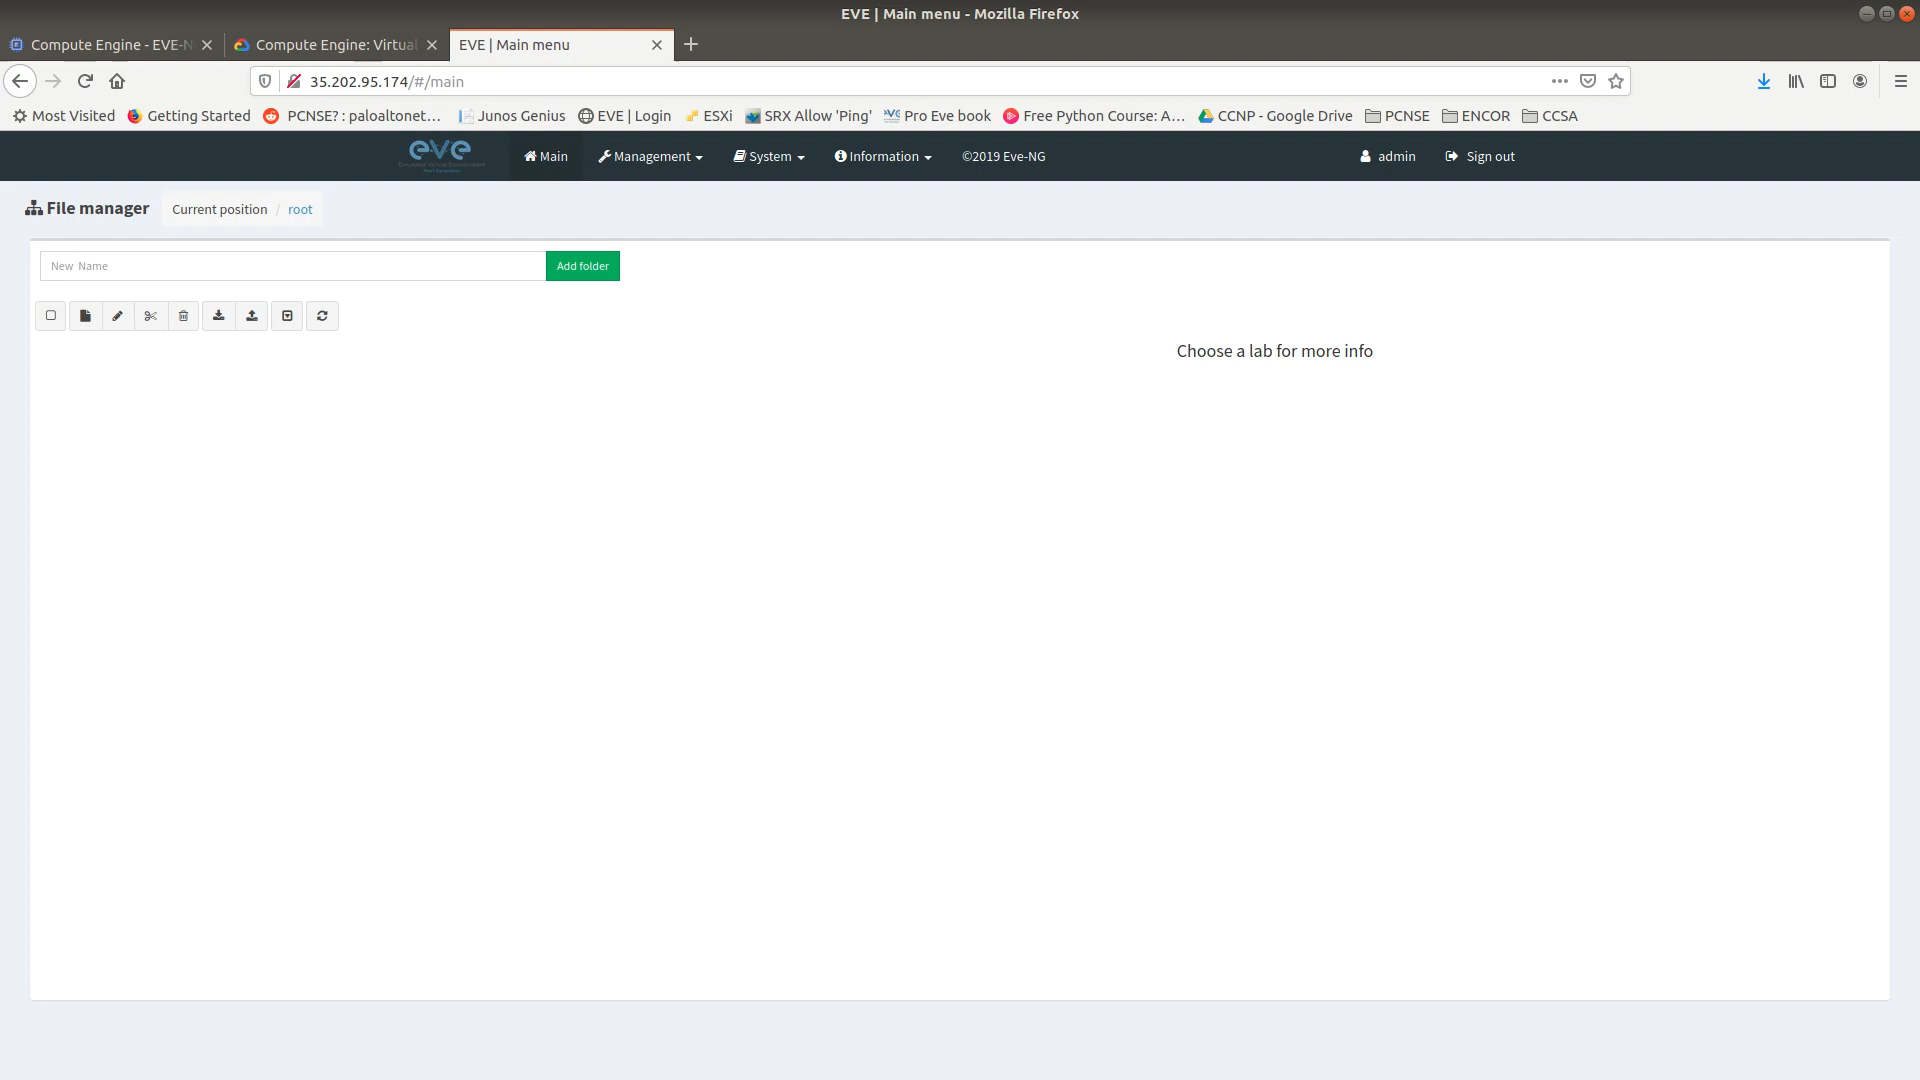 EVE | Main menu - Mozilla Firefox
Compute Engine - EVE-N
Compute Engine: Virtual
EVE | Main menu
35.202.95.174/#/main
Most Visited Getting Started PCNSE? : paloaltonet… Junos Genius EVE | Login ESXi SRX Allow 'Ping' Pro Eve book Free Python Course: A… CCNP - Google Drive PCNSE ENCOR CCSA
eve Main Management System Information ©2019 Eve-NG admin Sign out
File manager Current position / root
New Name Add folder
Choose a lab for more info